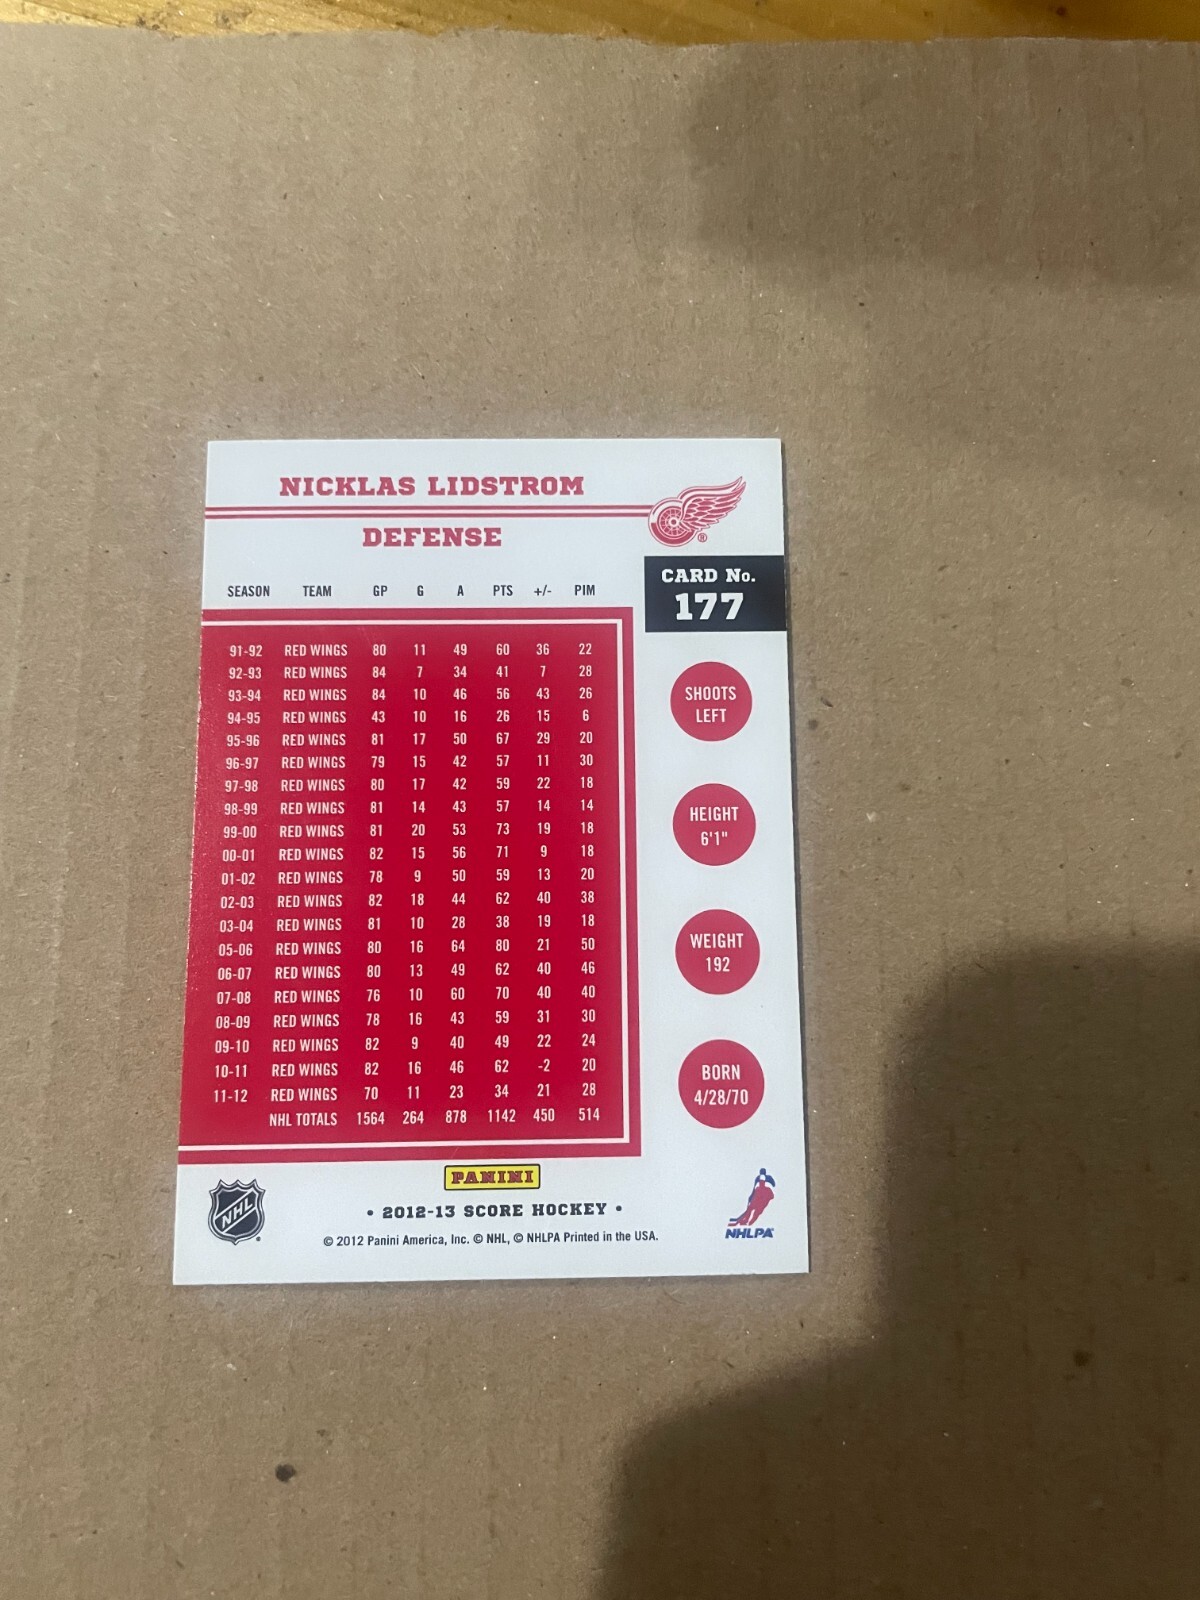 NICKLAS LIDSTROM
DEFENSE
CARD No.
177
SEASON TEAM GP G A PTS +/- PIM
91-92 RED WINGS 80 11 49 60 36 22
92-93 RED WINGS 84 7 34 41 7 28
93-94 RED WINGS 84 10 46 56 43 26
94-95 RED WINGS 43 10 16 26 15 6
95-96 RED WINGS 81 17 50 67 29 20
96-97 RED WINGS 79 15 42 57 11 30
97-98 RED WINGS 80 17 42 59 22 18
98-99 RED WINGS 81 14 43 57 14 14
99-00 RED WINGS 81 20 53 73 19 18
00-01 RED WINGS 82 15 56 71 9 18
01-02 RED WINGS 78 9 50 59 13 20
02-03 RED WINGS 82 18 44 62 40 38
03-04 RED WINGS 81 10 28 38 19 18
05-06 RED WINGS 80 16 64 80 21 50
06-07 RED WINGS 80 13 49 62 40 46
07-08 RED WINGS 76 10 60 70 40 40
08-09 RED WINGS 78 16 43 59 31 30
09-10 RED WINGS 82 9 40 49 22 24
10-11 RED WINGS 82 16 46 62 -2 20
11-12 RED WINGS 70 11 23 34 21 28
NHL TOTALS 1564 264 878 1142 450 514
SHOOTS
LEFT
HEIGHT
6'1"
WEIGHT
192
BORN
4/28/70
PANINI
NHL
• 2012-13 SCORE HOCKEY •
NHLPA
© 2012 Panini America, Inc. © NHL, © NHLPA Printed in the USA.